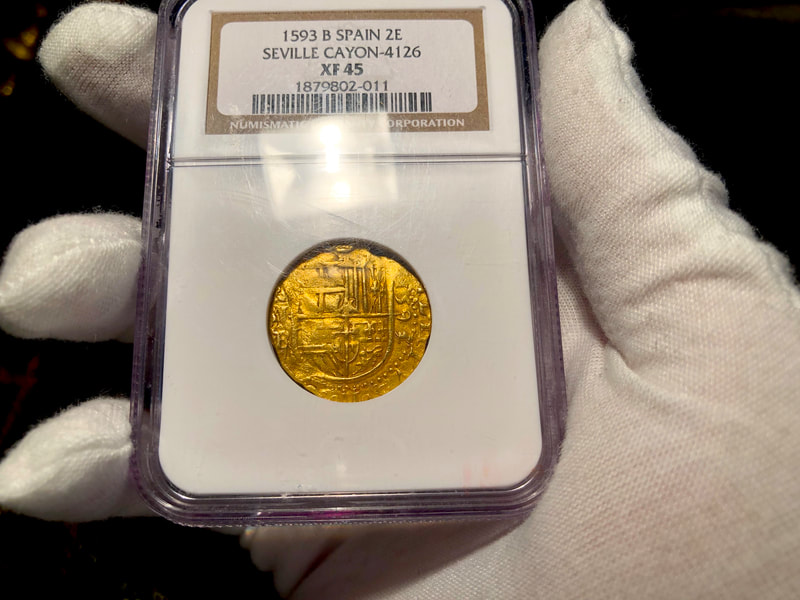 1593 B SPAIN 2E
SEVILLE CAYON-4126
XF 45
1879802-011
NUMISMATIC CORPORATION